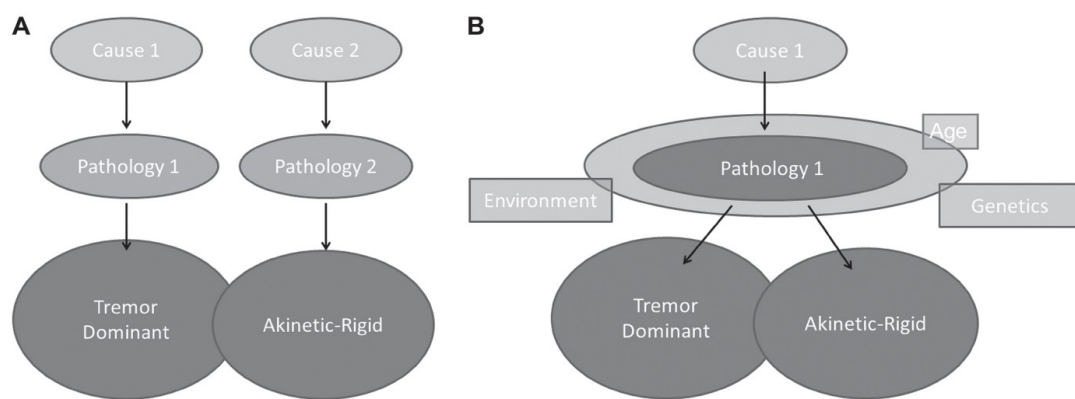 A
Cause 1
Cause 2
Pathology 1
Pathology 2
Tremor
Dominant
Akinetic-Rigid
B
Cause 1
Age
Pathology 1
Environment
Genetics
Tremor
Dominant
Akinetic-Rigid